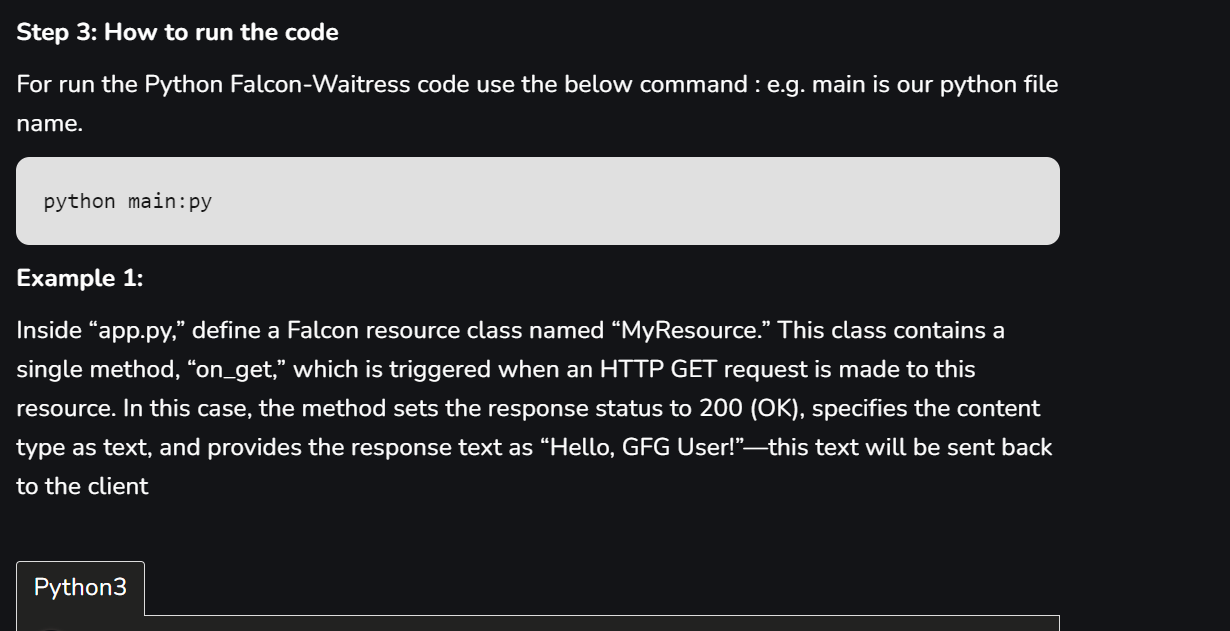 Step 3: How to run the code
For run the Python Falcon-Waitress code use the below command : e.g. main is our python file
name.
python main:py
Example 1:
Inside “app.py,” define a Falcon resource class named “MyResource.” This class contains a
single method, “on_get,” which is triggered when an HTTP GET request is made to this
resource. In this case, the method sets the response status to 200 (OK), specifies the content
type as text, and provides the response text as “Hello, GFG User!”—this text will be sent back
to the client
Python3